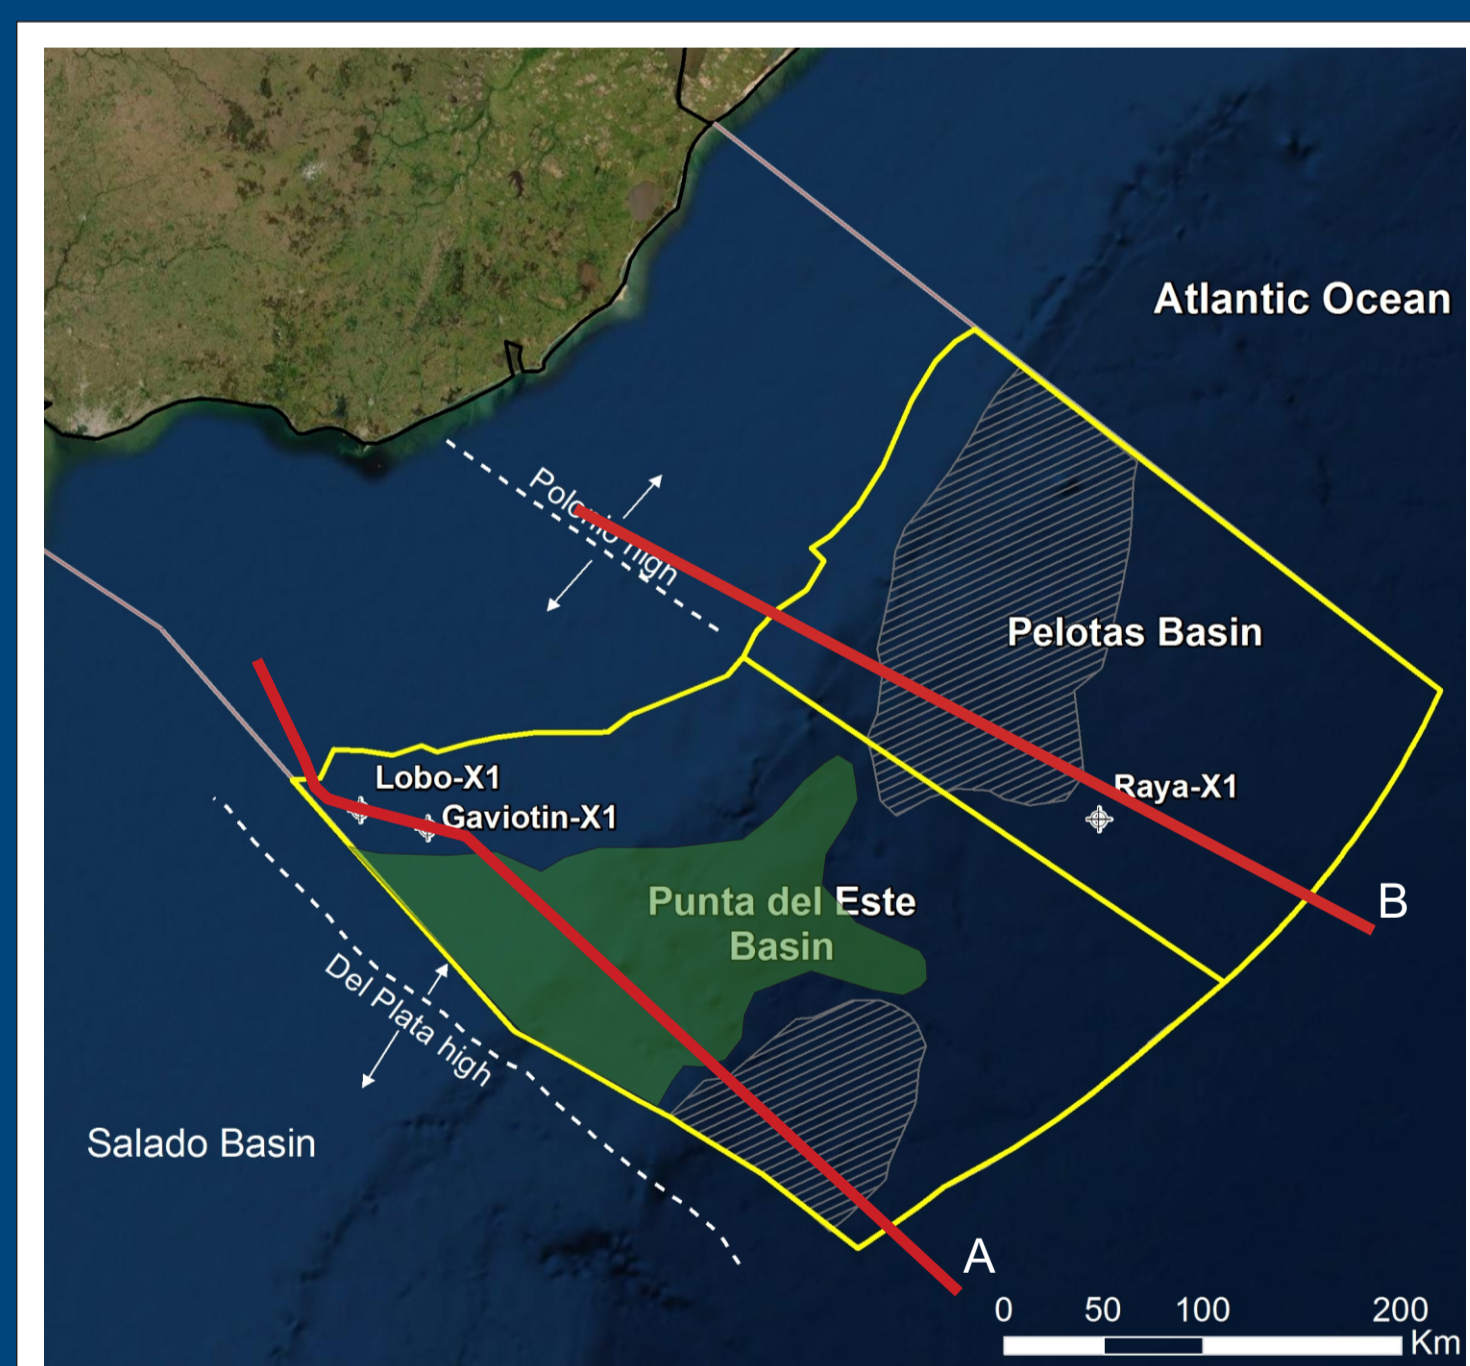 Atlantic Ocean
Polonio high
Pelotas Basin
Lobo-X1
Raya-X1
Gaviotin-X1
Punta del Este
Basin
B
Del Plata high
Salado Basin
A
0 50 100 200
Km